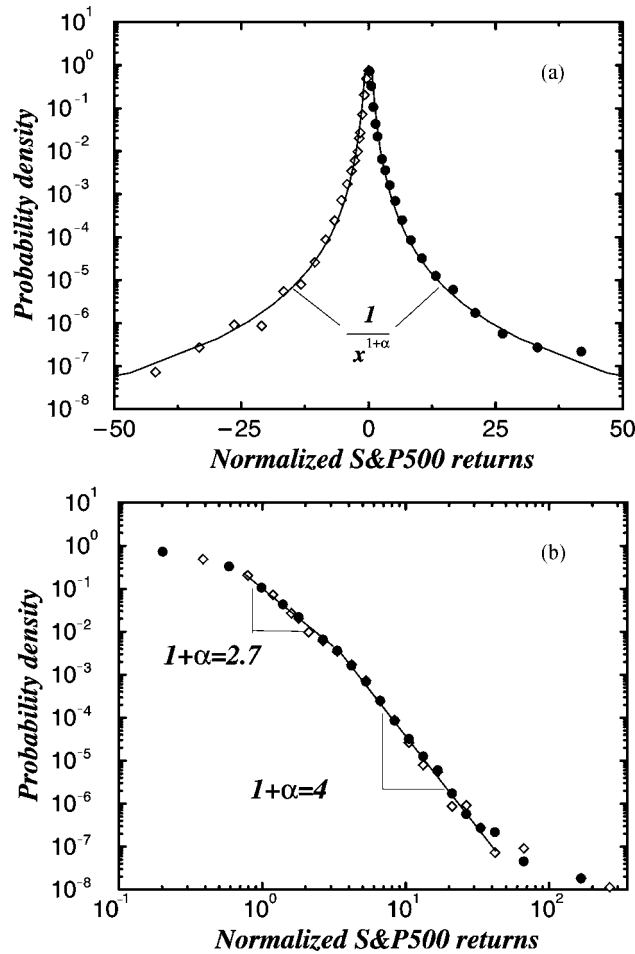 10^1
(a)
10^0
10^-1
10^-2
10^-3
10^-4
10^-5
10^-6
10^-7
10^-8
Probability density
1
x^1+α
−50 −25 0 25 50
Normalized S&P500 returns
10^1
(b)
10^0
10^-1
10^-2
10^-3
10^-4
10^-5
10^-6
10^-7
10^-8
Probability density
1+α=2.7
1+α=4
10^-1 10^0 10^1 10^2
Normalized S&P500 returns